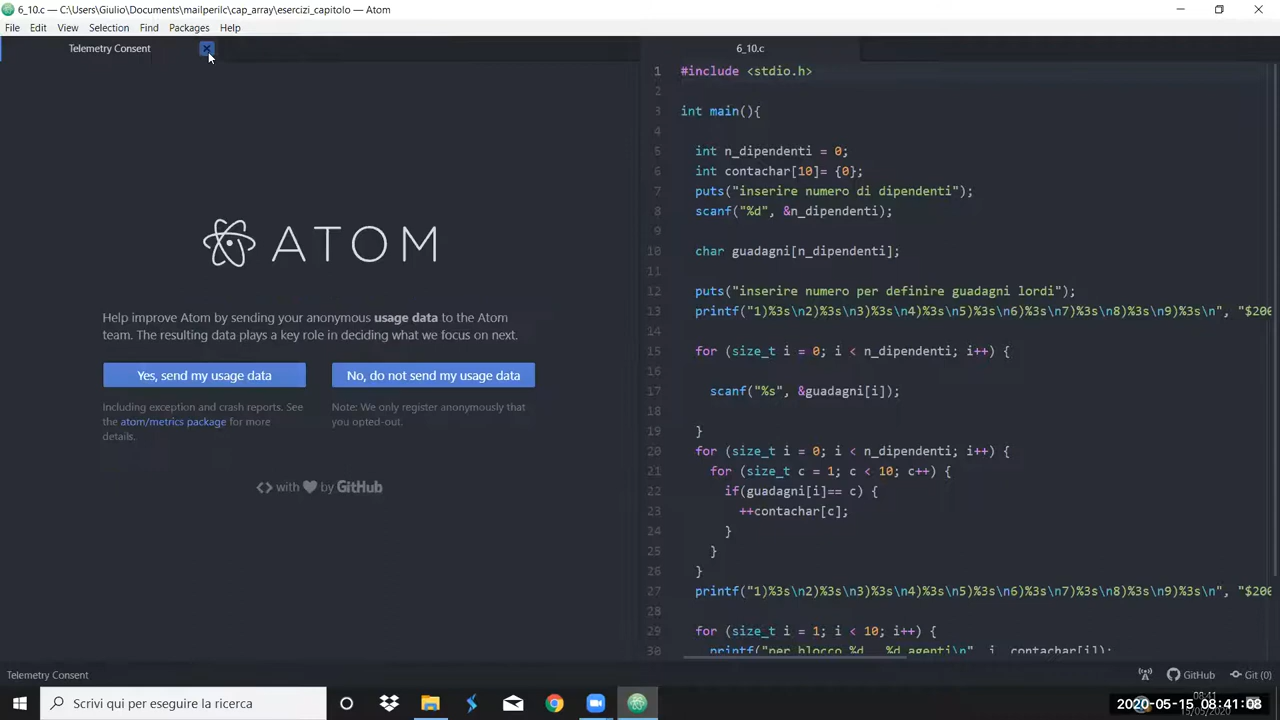 6_10.c — C:\Users\Giulio\Documents\mailperilc\cap_array\esercizi_capitolo — Atom
File Edit View Selection Find Packages Help
Telemetry Consent
ATOM
Help improve Atom by sending your anonymous usage data to the Atom
team. The resulting data plays a key role in deciding what we focus on next.
Yes, send my usage data
No, do not send my usage data
Including exception and crash reports. See
atom/metrics package for more
details.
Note: We only register anonymously that
you opted-out.
with by GitHub
6_10.c
1 #include <stdio.h>
2
3 int main(){
4
5 int n_dipendenti = 0;
6 int contachar[10]= {0};
7 puts("inserire numero di dipendenti");
8 scanf("%d", &n_dipendenti);
9
10 char guadagni[n_dipendenti];
11
12 puts("inserire numero per definire guadagni lordi");
13 printf("1)%3s\n2)%3s\n3)%3s\n4)%3s\n5)%3s\n6)%3s\n7)%3s\n8)%3s\n9)%3s\n", "$200
14
15 for (size_t i = 0; i < n_dipendenti; i++) {
16
17 scanf("%s", &guadagni[i]);
18
19 }
20 for (size_t i = 0; i < n_dipendenti; i++) {
21 for (size_t c = 1; c < 10; c++) {
22 if(guadagni[i]== c) {
23 ++contachar[c];
24 }
25 }
26 }
27 printf("1)%3s\n2)%3s\n3)%3s\n4)%3s\n5)%3s\n6)%3s\n7)%3s\n8)%3s\n9)%3s\n", "$200
28
29 for (size_t i = 1; i < 10; i++) {
30 printf("per blocco %d, %d agenti\n", i, contachar[i]);
Telemetry Consent
GitHub
Git (0)
Scrivi qui per eseguire la ricerca
08:41
15/05/2020
2020-05-15 08:41:08